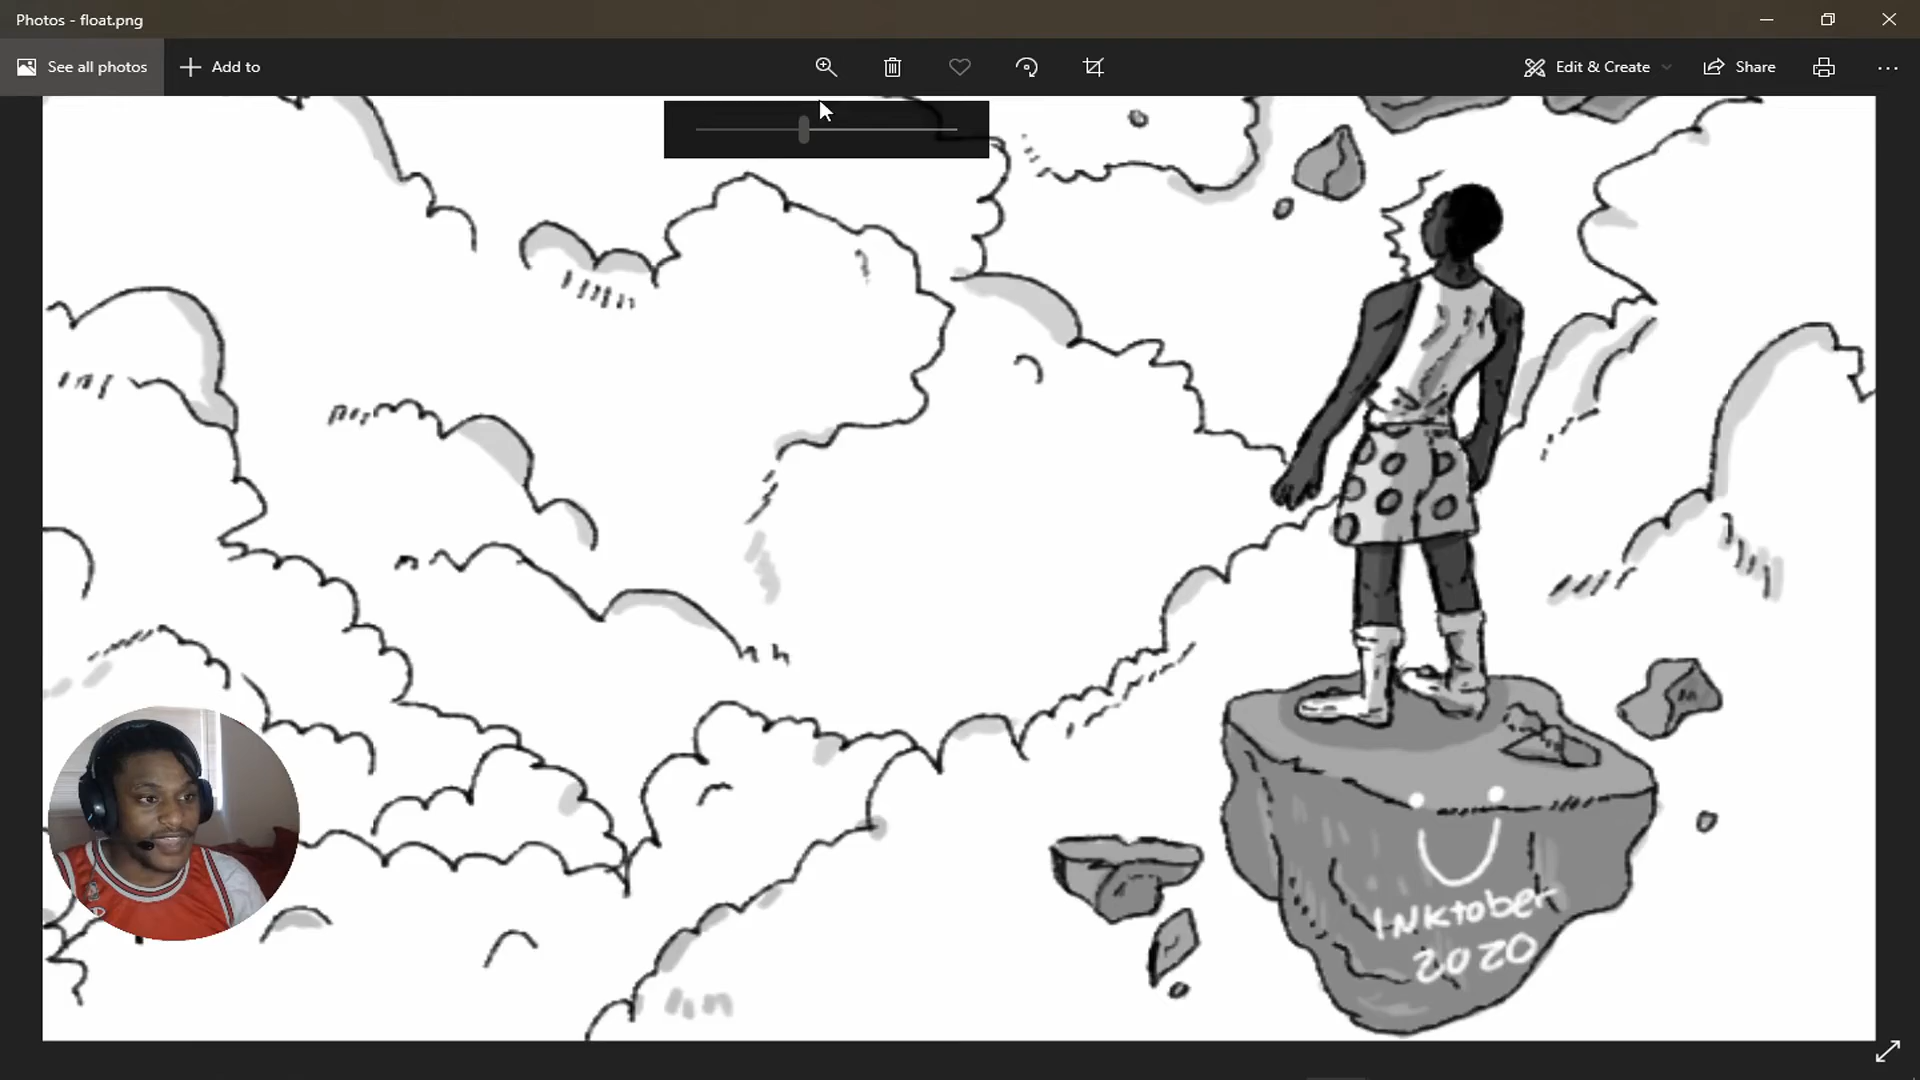 Photos - float.png
See all photos
Add to
Edit & Create
Share
INKtober
2020